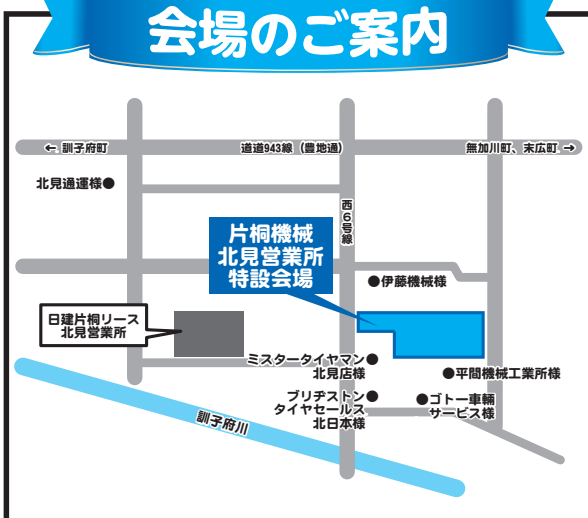 会場のご案内
← 訓子府町
道道943線（豊地通）
無加川町、末広町 →
北見通運様●
西6号線
片桐機械
北見営業所
特設会場
●伊藤機械様
日建片桐リース
北見営業所
ミスタータイヤマン●
北見店様
●平間機械工業所様
ブリヂストン●
タイヤセールス
北日本様
●ゴトー車輛
サービス様
訓子府川